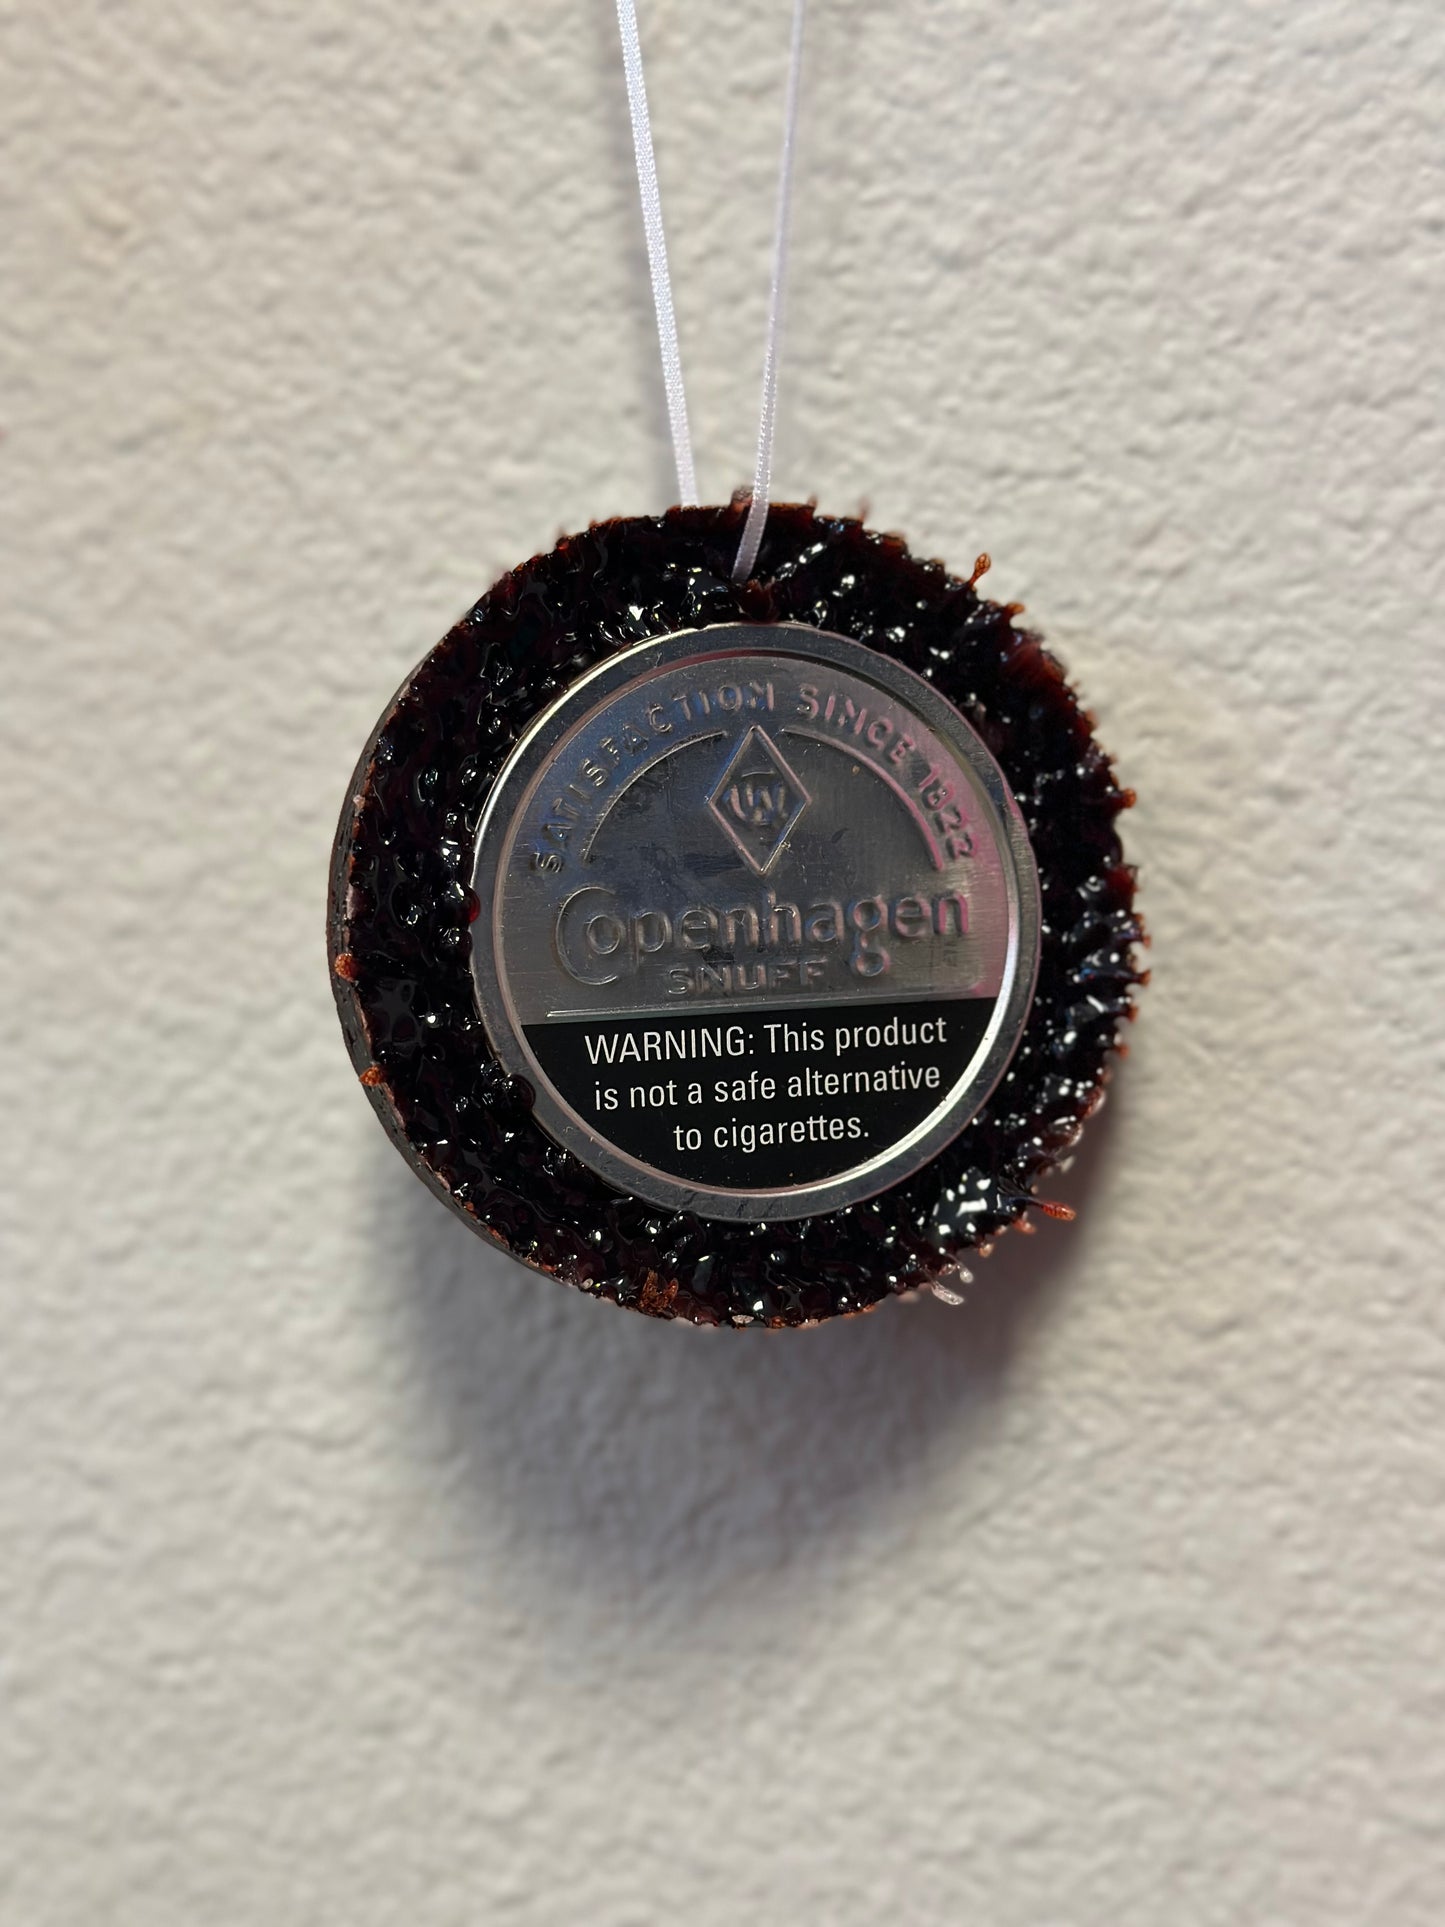 SATISFACTION SINCE 1822
Copenhagen
SNUFF
WARNING: This product
is not a safe alternative
to cigarettes.